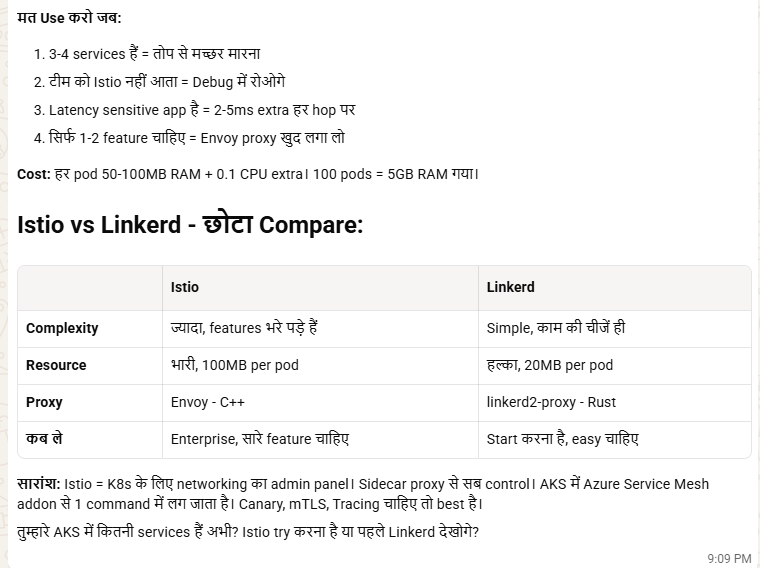 मत Use करो जब:
1. 3-4 services हैं = तोप से मच्छर मारना
2. टीम को Istio नहीं आता = Debug में रोओगे
3. Latency sensitive app है = 2-5ms extra हर hop पर
4. सिर्फ 1-2 feature चाहिए = Envoy proxy खुद लगा लो
Cost: हर pod 50-100MB RAM + 0.1 CPU extra। 100 pods = 5GB RAM गया।
Istio vs Linkerd - छोटा Compare:
Istio Linkerd
Complexity ज्यादा, features भरे पड़े हैं Simple, काम की चीजें ही
Resource भारी, 100MB per pod हल्का, 20MB per pod
Proxy Envoy - C++ linkerd2-proxy - Rust
कब ले Enterprise, सारे feature चाहिए Start करना है, easy चाहिए
सारांश: Istio = K8s के लिए networking का admin panel। Sidecar proxy से सब control। AKS में Azure Service Mesh
addon से 1 command में लग जाता है। Canary, mTLS, Tracing चाहिए तो best है।
तुम्हारे AKS में कितनी services हैं अभी? Istio try करना है या पहले Linkerd देखोगे?
9:09 PM